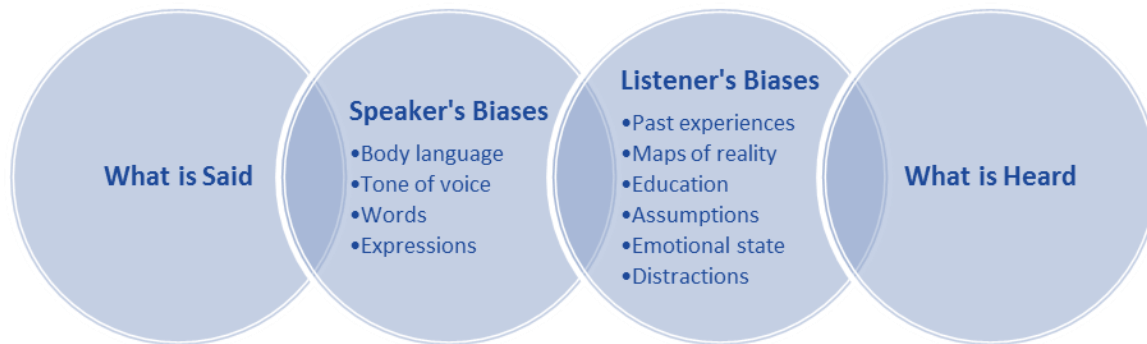 What is Said
Speaker's Biases
•Body language
•Tone of voice
•Words
•Expressions
Listener's Biases
•Past experiences
•Maps of reality
•Education
•Assumptions
•Emotional state
•Distractions
What is Heard